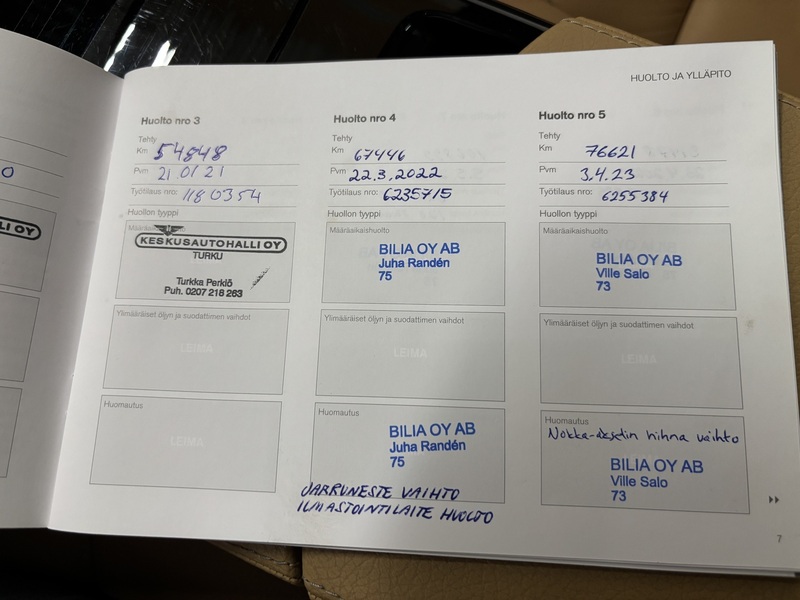 HUOLTO JA YLLÄPITO
Huolto nro 3
Tehty
Km 54848
Pvm 21 01 21
Työtilaus nro: 1180354
Huollon tyyppi
KESKUSAUTOHALLI OY
TURKU
Turkka Perkiö
Puh. 0207 218 263
Ylimääräiset öljyn ja suodattimen vaihdot
LEIMA
Huomautus
LEIMA
Huolto nro 4
Tehty
Km 67446
Pvm 22.3.2022
Työtilaus nro: 6235715
Huollon tyyppi
Määräaikaishuolto
BILIA OY AB
Juha Randén
75
Ylimääräiset öljyn ja suodattimen vaihdot
LEIMA
Huomautus
BILIA OY AB
Juha Randén
75
JARRUNESTE VAIHTO
ILMASTOINTILAITE HUOLTO
Huolto nro 5
Tehty
Km 76621
Pvm 3.4.23
Työtilaus nro: 6255384
Huollon tyyppi
Määräaikaishuolto
BILIA OY AB
Ville Salo
73
Ylimääräiset öljyn ja suodattimen vaihdot
LEIMA
Huomautus
hihna vaihto
BILIA OY AB
Ville Salo
73
7